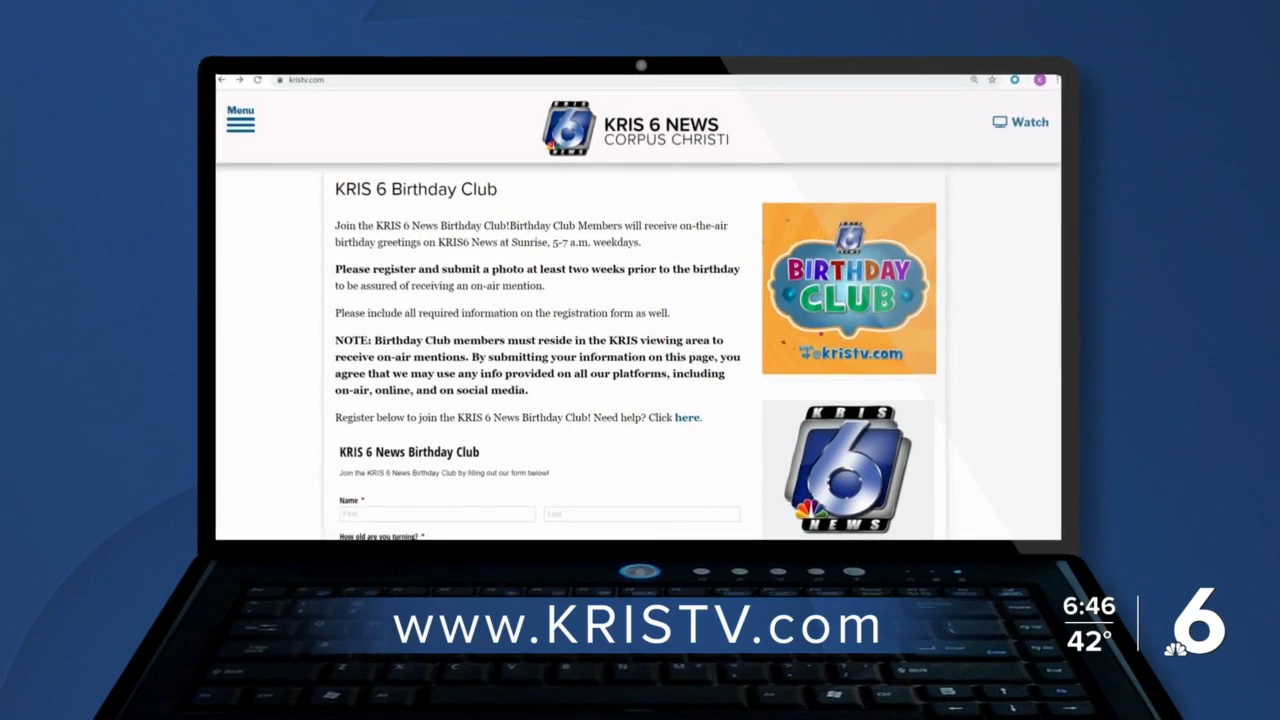 kristv.com
Menu
KRIS
6
NEWS
KRIS 6 NEWS
CORPUS CHRISTI
Watch
KRIS 6 Birthday Club
Join the KRIS 6 News Birthday Club!Birthday Club Members will receive on-the-air
birthday greetings on KRIS6 News at Sunrise, 5-7 a.m. weekdays.
Please register and submit a photo at least two weeks prior to the birthday
to be assured of receiving an on-air mention.
Please include all required information on the registration form as well.
NOTE: Birthday Club members must reside in the KRIS viewing area to
receive on-air mentions. By submitting your information on this page, you
agree that we may use any info provided on all our platforms, including
on-air, online, and on social media.
Register below to join the KRIS 6 News Birthday Club! Need help? Click here.
KRIS 6 News Birthday Club
Join the KRIS 6 News Birthday Club by filling out our form below!
Name *
First
Last
How old are you turning? *
BIRTHDAY
CLUB
sign up @kristv.com
KRIS
6
NEWS
www.KRISTV.com
6:46
42°
6